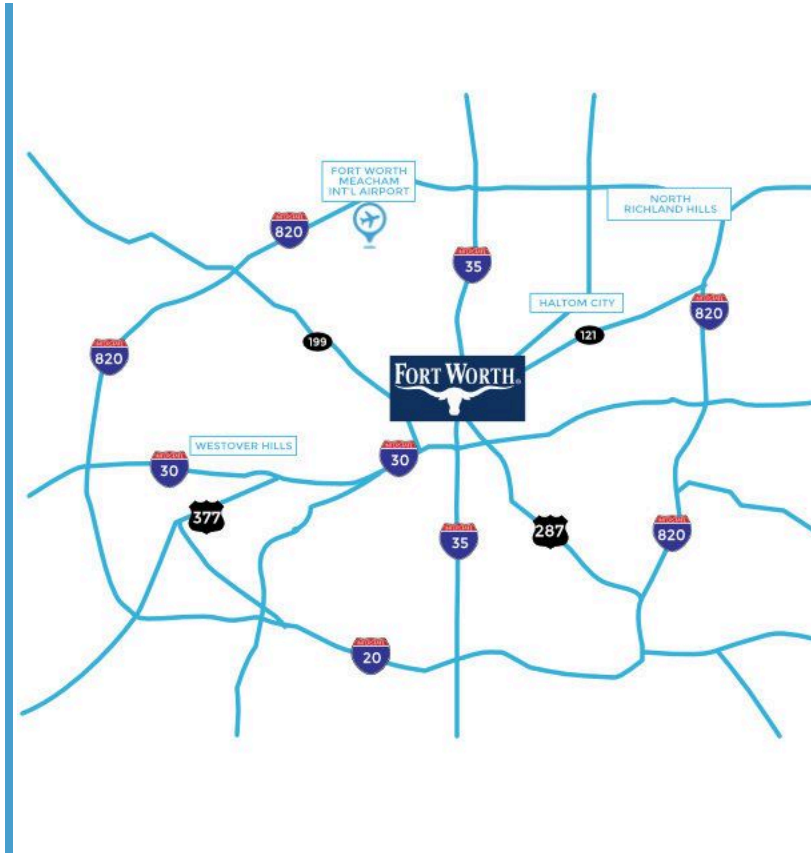 FORT WORTH
MEACHAM
INT'L AIRPORT
NORTH
RICHLAND HILLS
820
35
HALTOM CITY
820
121
199
820
FORT WORTH®
WESTOVER HILLS
30
30
377
287
820
35
20